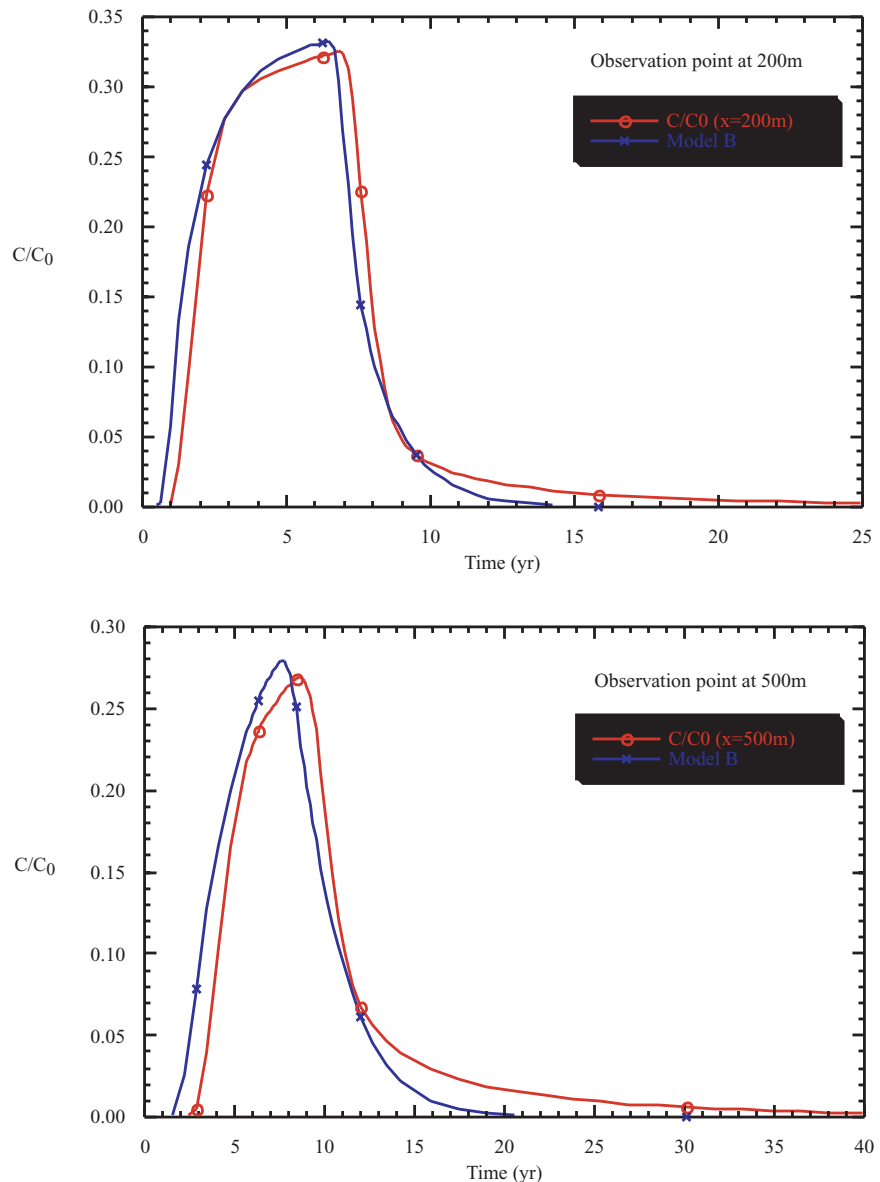 0.35
Observation point at 200m
0.30
C/C0 (x=200m)
Model B
0.25
0.20
C/C0
0.15
0.10
0.05
0.00
0 5 10 15 20 25
Time (yr)
0.30
Observation point at 500m
0.25
C/C0 (x=500m)
Model B
0.20
0.15
C/C0
0.10
0.05
0.00
0 5 10 15 20 25 30 35 40
Time (yr)